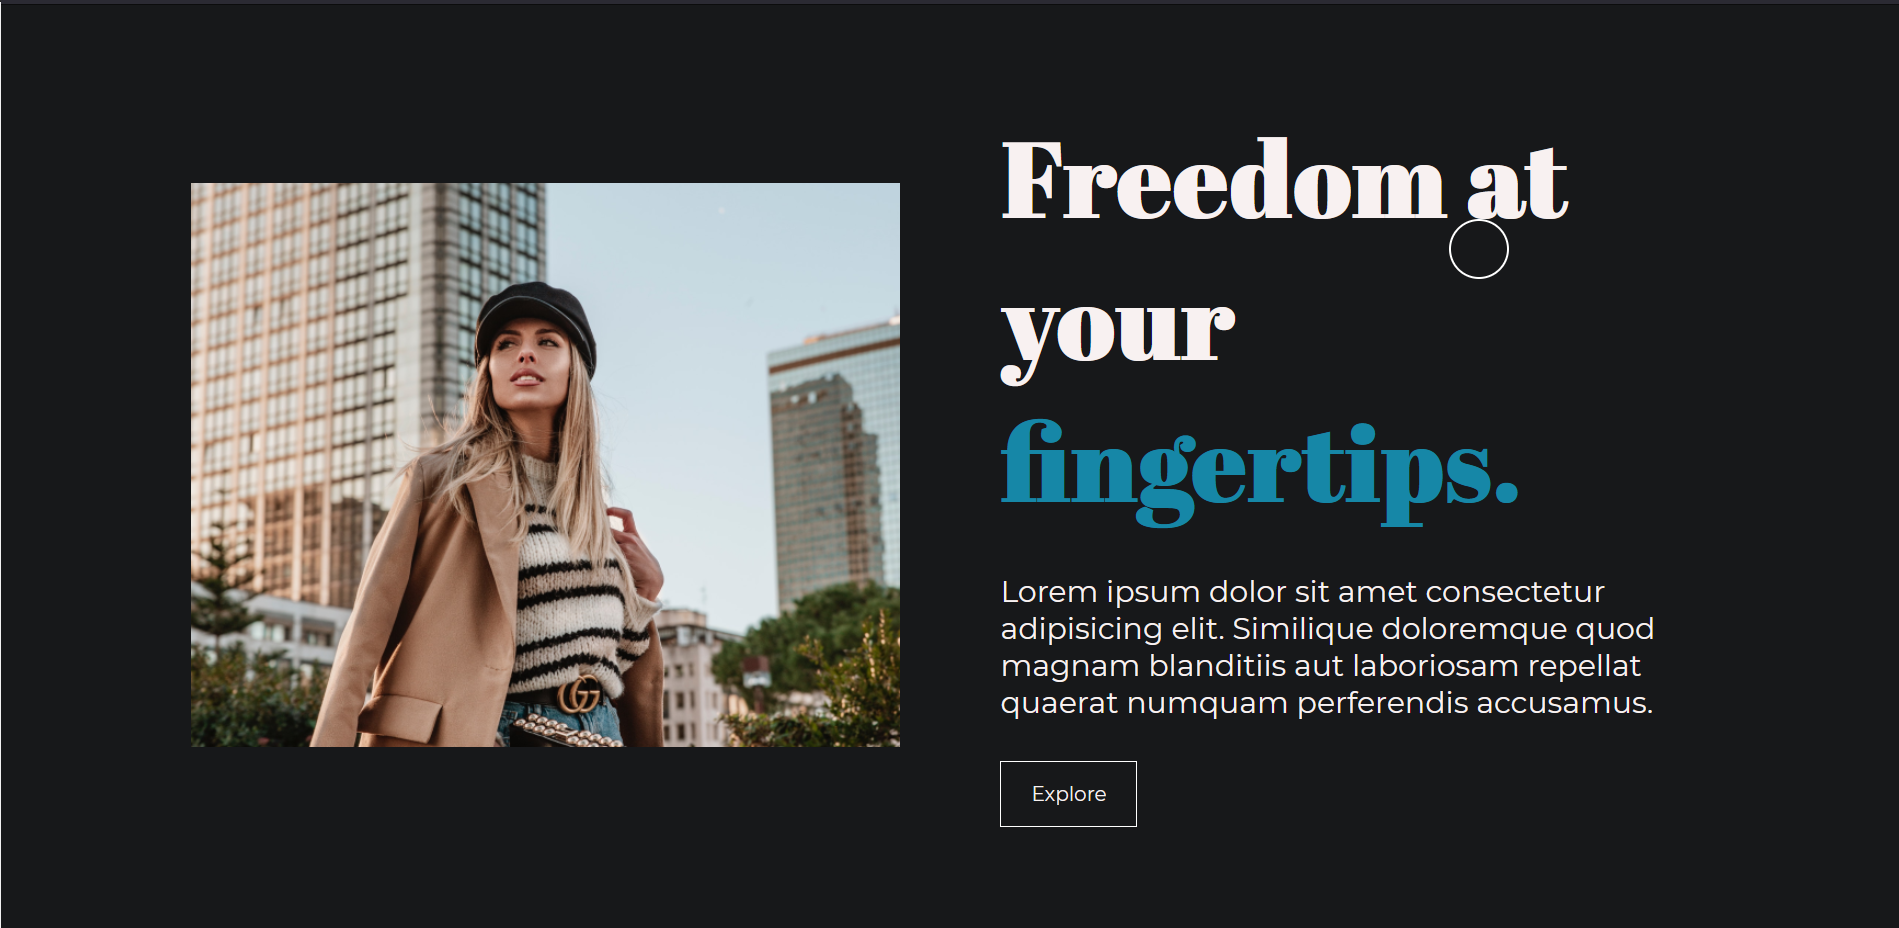 Freedom at
your
fingertips.
Lorem ipsum dolor sit amet consectetur
adipisicing elit. Similique doloremque quod
magnam blanditiis aut laboriosam repellat
quaerat numquam perferendis accusamus.
Explore